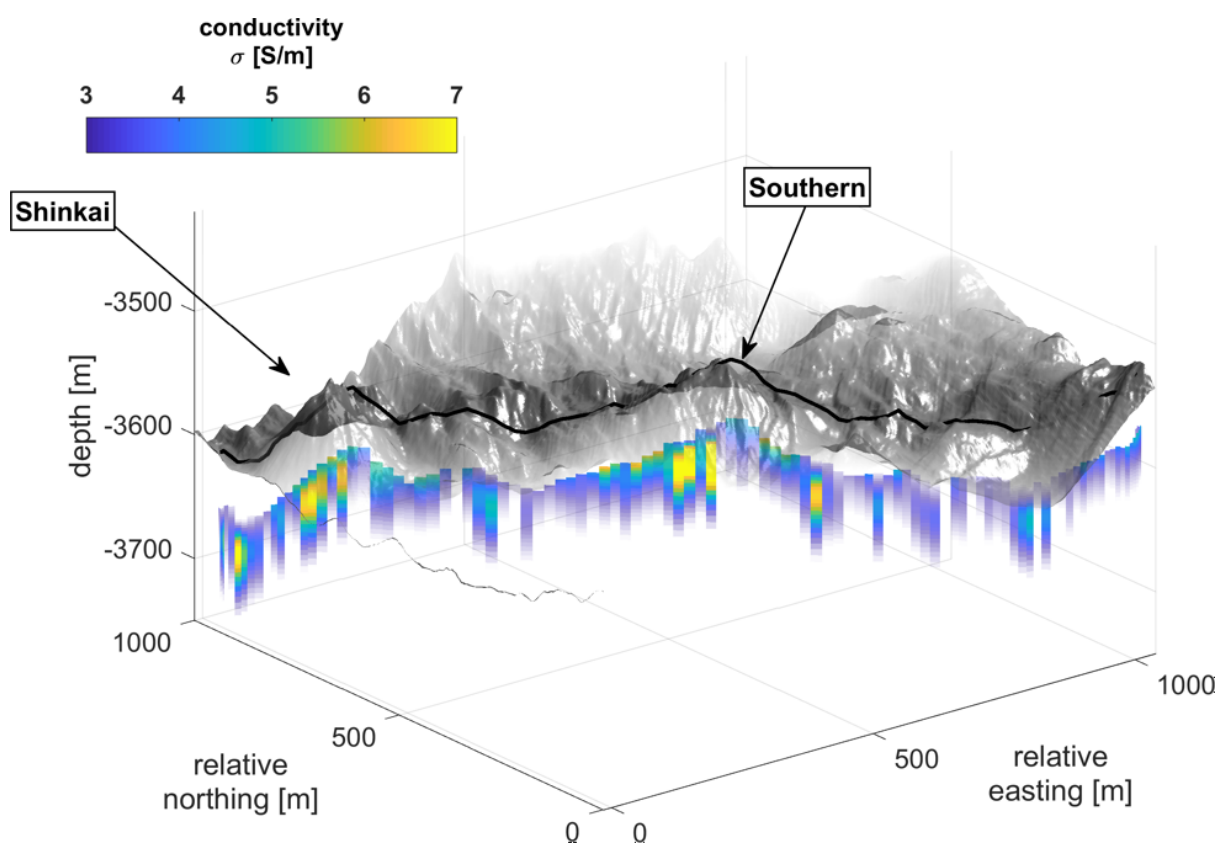 conductivity
σ [S/m]
3 4 5 6 7
Shinkai
Southern
-3500
-3600
-3700
depth [m]
1000
500
0
relative
northing [m]
0
500
1000
relative
easting [m]